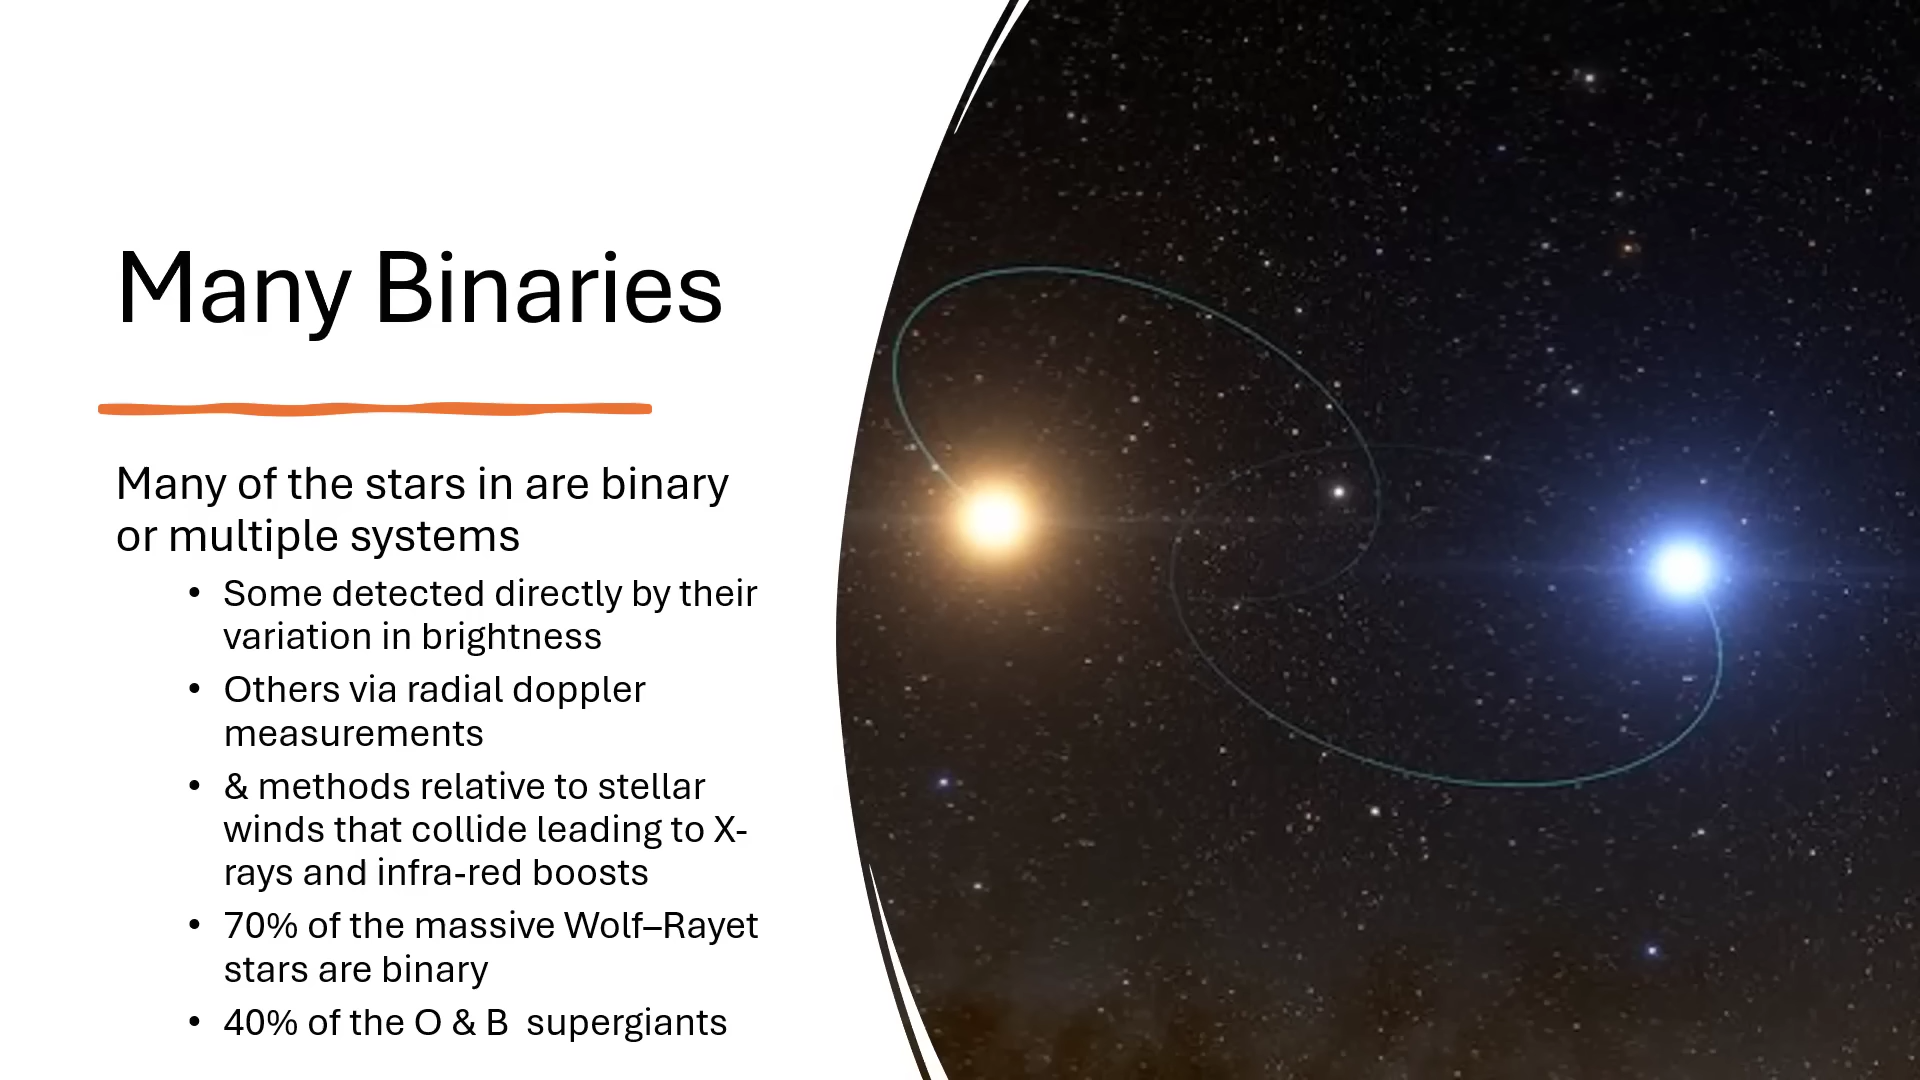 Many Binaries
Many of the stars in are binary
or multiple systems
• Some detected directly by their
variation in brightness
• Others via radial doppler
measurements
• & methods relative to stellar
winds that collide leading to X-
rays and infra-red boosts
• 70% of the massive Wolf–Rayet
stars are binary
• 40% of the O & B  supergiants